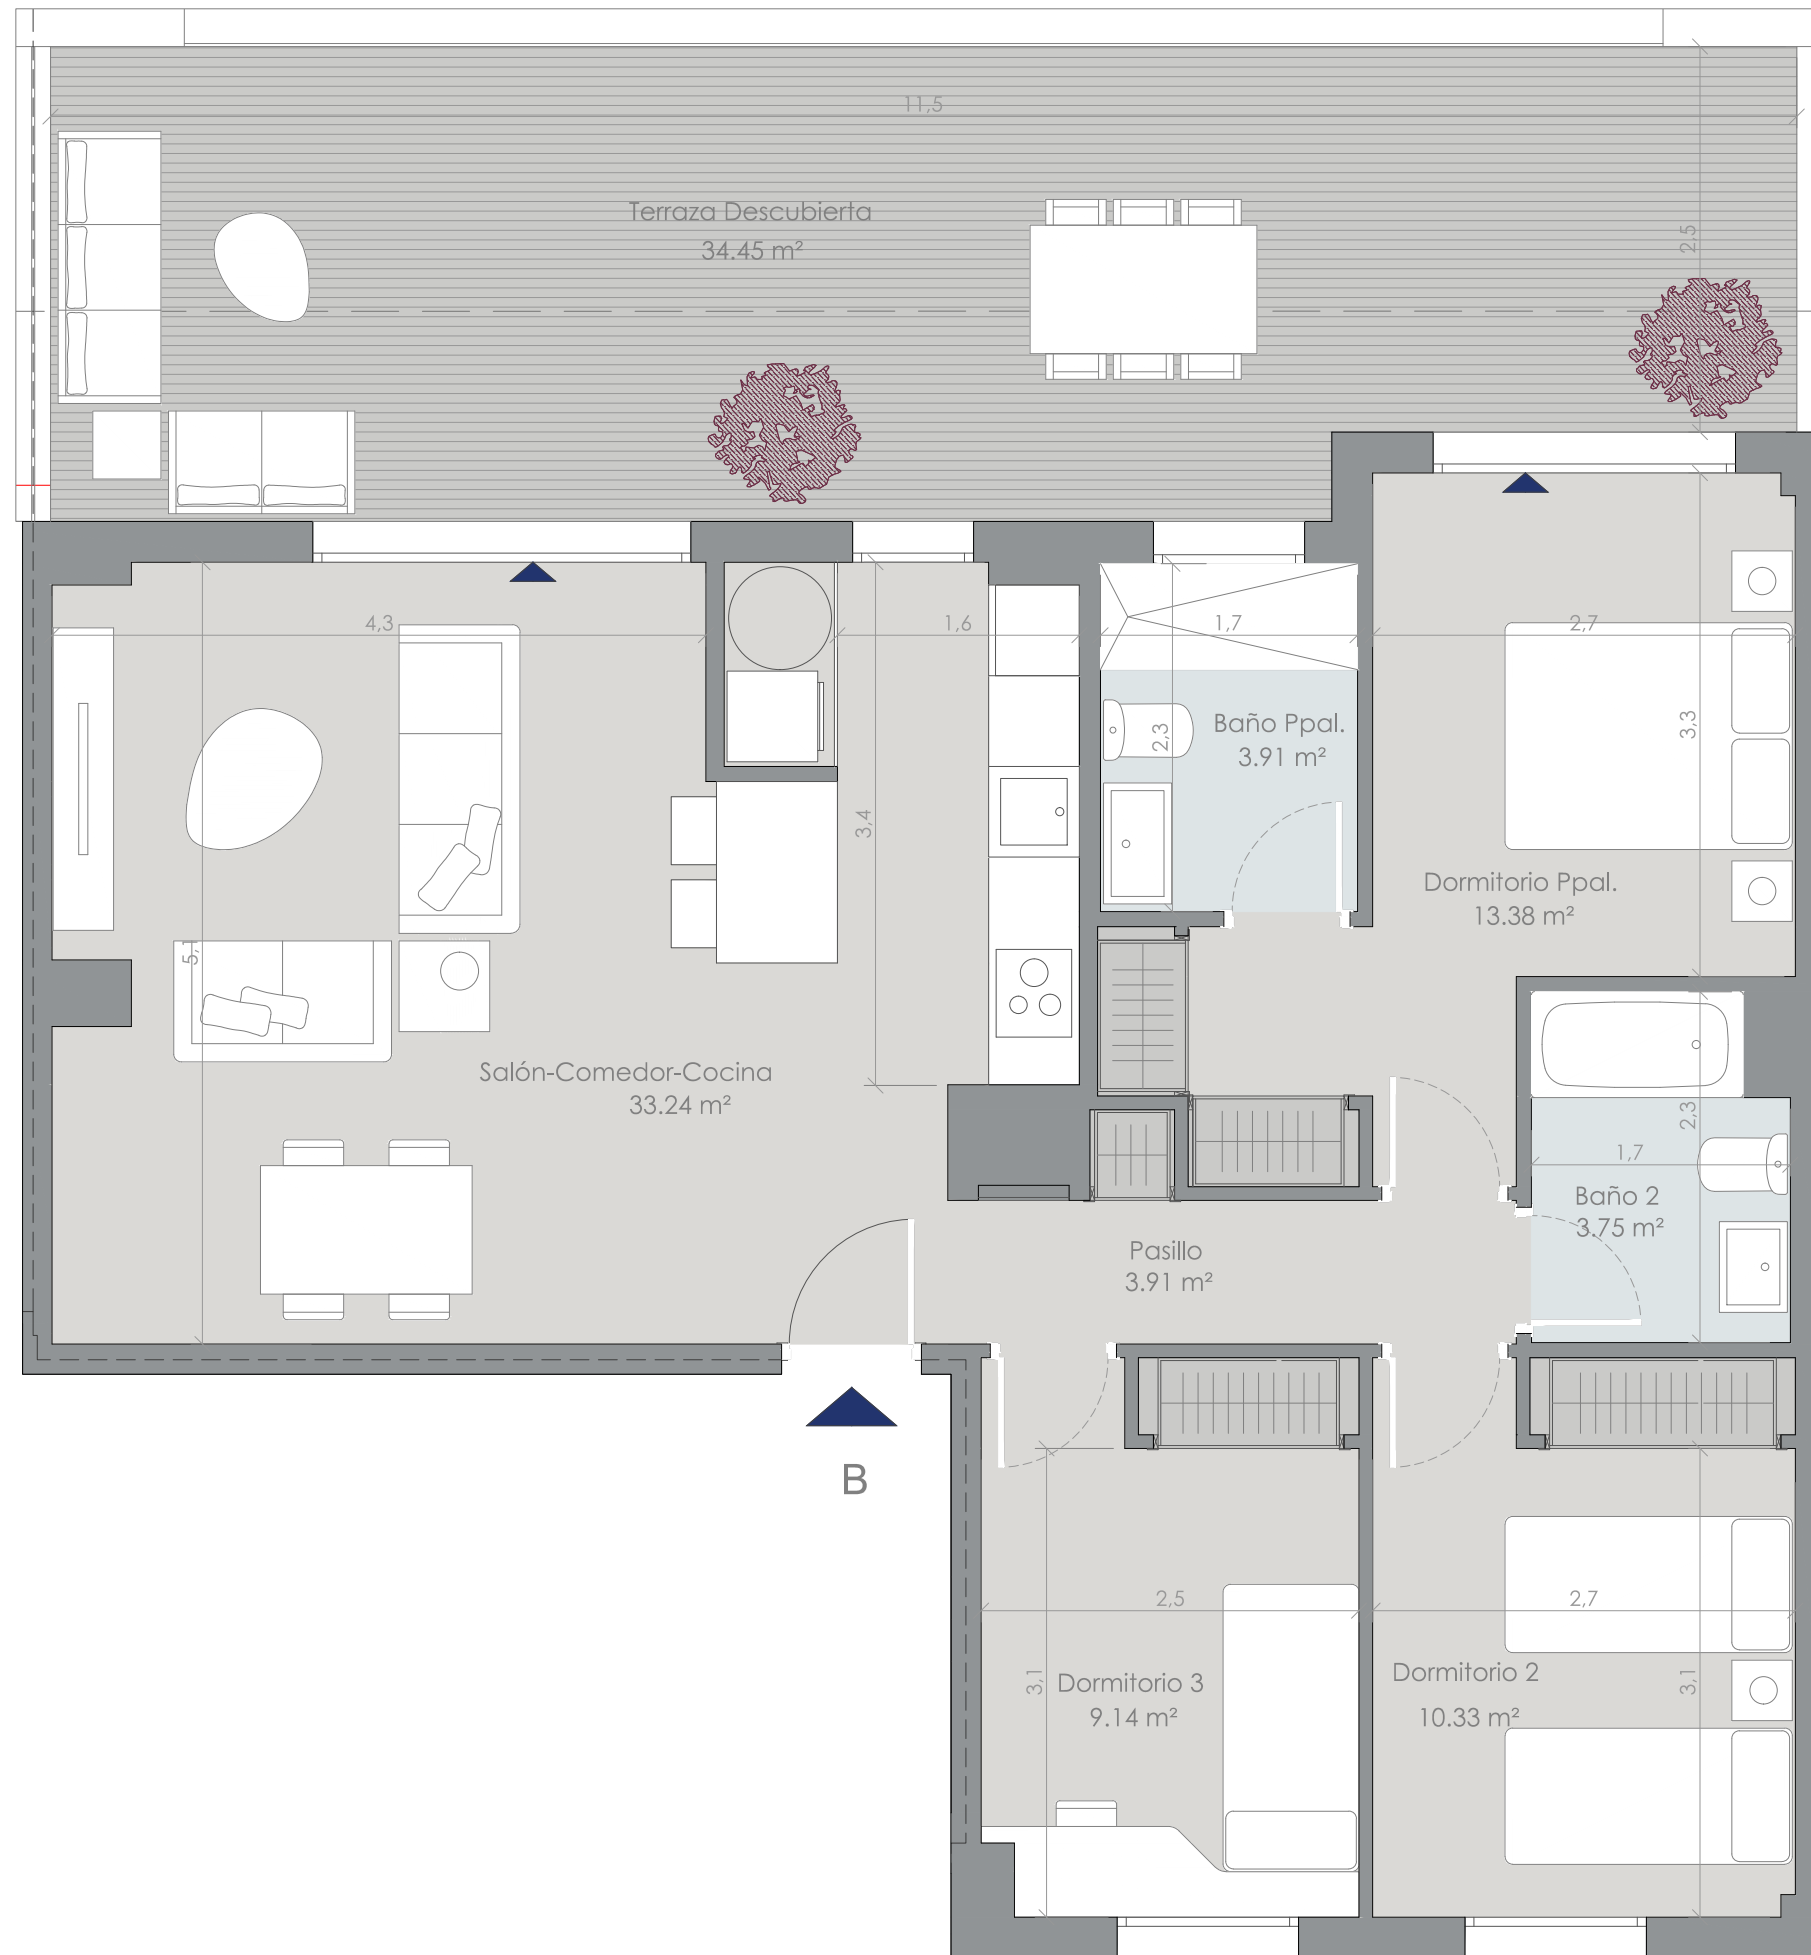 11,5
Terraza Descubierta
34.45 m²
2,5
4,3
1,6
1,7
2,7
2,3
Baño Ppal.
3.91 m²
3,3
3,4
Dormitorio Ppal.
13.38 m²
5,1
Salón-Comedor-Cocina
33.24 m²
2,3
1,7
Baño 2
3.75 m²
Pasillo
3.91 m²
B
2,5
2,7
3,1
Dormitorio 3
9.14 m²
Dormitorio 2
10.33 m²
3,1